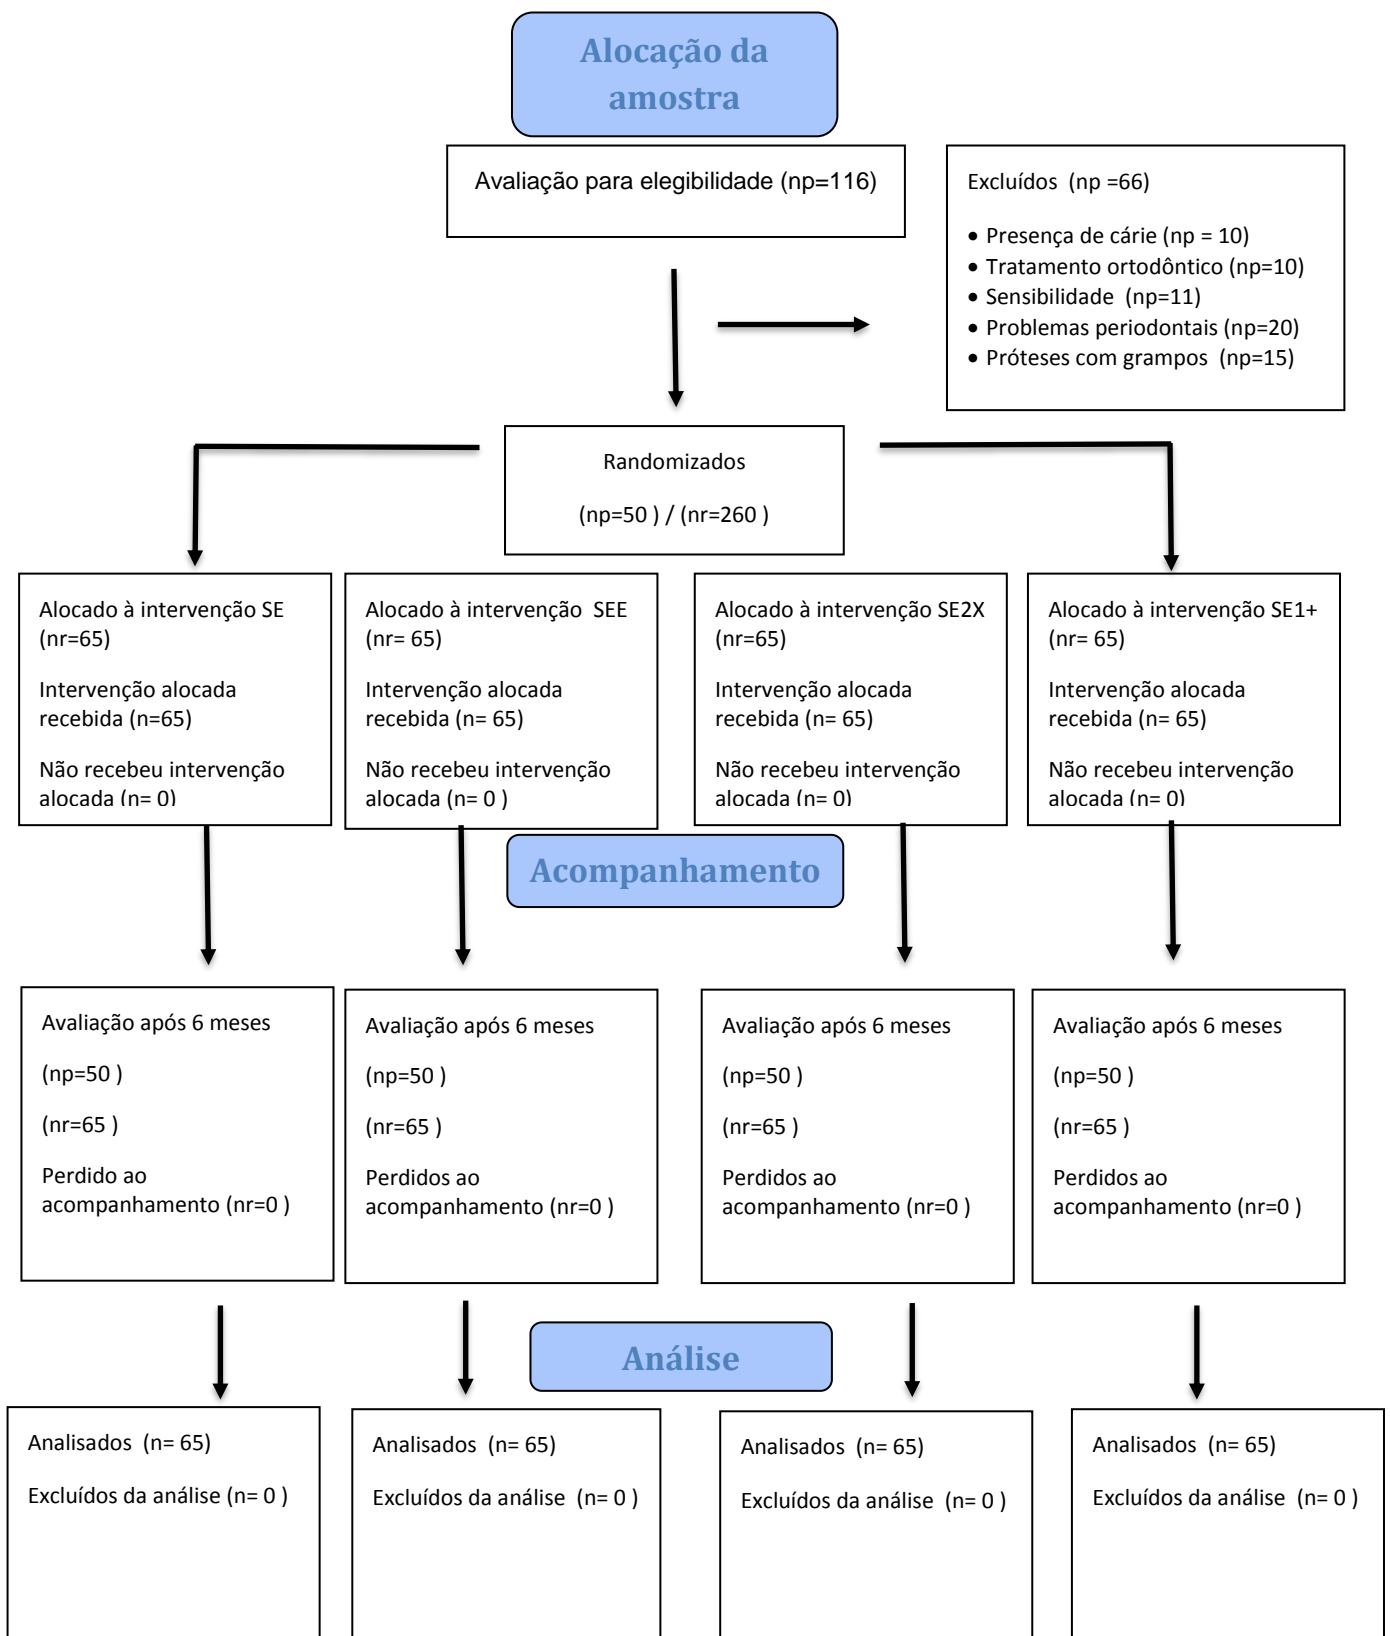 Alocação da
amostra
Avaliação para elegibilidade (np=116)
Excluídos (np =66)
• Presença de cárie (np = 10)
• Tratamento ortodôntico (np=10)
• Sensibilidade (np=11)
• Problemas periodontais (np=20)
• Próteses com grampos (np=15)
Randomizados
(np=50 ) / (nr=260 )
Alocado à intervenção SE
(nr=65)
Intervenção alocada
recebida (n=65)
Não recebeu intervenção
alocada (n= 0)
Alocado à intervenção SEE
(nr= 65)
Intervenção alocada
recebida (n= 65)
Não recebeu intervenção
alocada (n= 0 )
Alocado à intervenção SE2X
(nr=65)
Intervenção alocada
recebida (n= 65)
Não recebeu intervenção
alocada (n= 0)
Alocado à intervenção SE1+
(nr= 65)
Intervenção alocada
recebida (n= 65)
Não recebeu intervenção
alocada (n= 0)
Acompanhamento
Avaliação após 6 meses
(np=50 )
(nr=65 )
Perdido ao
acompanhamento (nr=0 )
Avaliação após 6 meses
(np=50 )
(nr=65 )
Perdidos ao
acompanhamento (nr=0 )
Avaliação após 6 meses
(np=50 )
(nr=65 )
Perdidos ao
acompanhamento (nr=0 )
Avaliação após 6 meses
(np=50 )
(nr=65 )
Perdidos ao
acompanhamento (nr=0 )
Análise
Analisados (n= 65)
Excluídos da análise (n= 0 )
Analisados (n= 65)
Excluídos da análise (n= 0 )
Analisados (n= 65)
Excluídos da análise (n= 0 )
Analisados (n= 65)
Excluídos da análise (n= 0 )